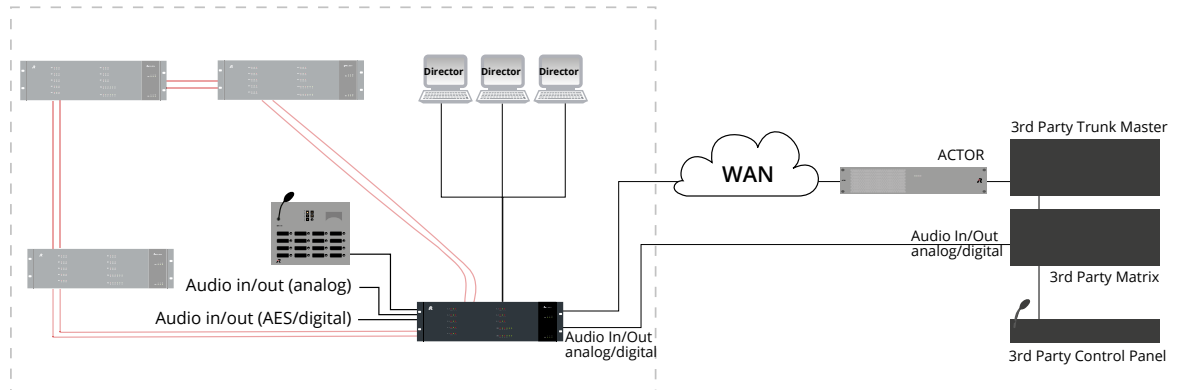 Director
Director
Director
3rd Party Trunk Master
ACTOR
WAN
Audio In/Out
analog/digital
3rd Party Matrix
Audio in/out (analog)
Audio in/out (AES/digital)
Audio In/Out
analog/digital
3rd Party Control Panel